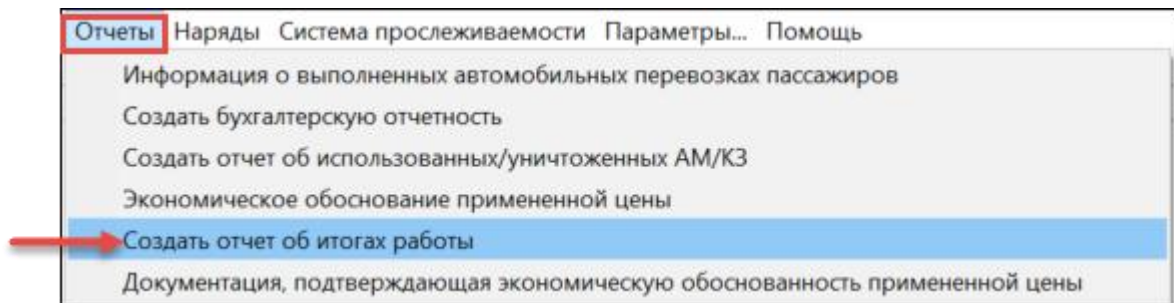 Отчеты Наряды Система прослеживаемости Параметры... Помощь
Информация о выполненных автомобильных перевозках пассажиров
Создать бухгалтерскую отчетность
Создать отчет об использованных/уничтоженных АМ/КЗ
Экономическое обоснование примененной цены
Создать отчет об итогах работы
Документация, подтверждающая экономическую обоснованность примененной цены